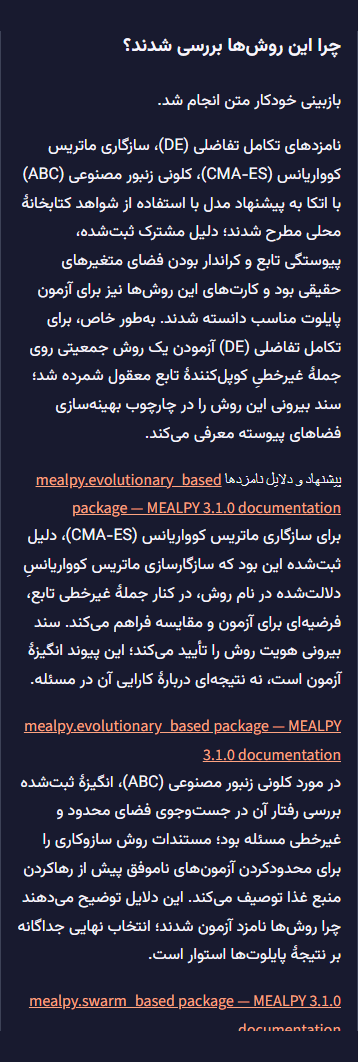 چرا این روش‌ها بررسی شدند؟
بازبینی خودکار متن انجام شد.
نامزدهای تکامل تفاضلی (DE)، سازگاری ماتریس
کوواریانس (CMA-ES)، کلونی زنبور مصنوعی (ABC)
با اتکا به پیشنهاد مدل با استفاده از شواهد کتابخانهٔ
محلی مطرح شدند؛ دلیل مشترک ثبت‌شده،
پیوستگی تابع و کراندار بودن فضای متغیرهای
حقیقی بود و کارت‌های این روش‌ها نیز برای آزمون
پایلوت مناسب دانسته شدند. به‌طور خاص، برای
تکامل تفاضلی (DE) آزمودن یک روش جمعیتی روی
جملهٔ غیرخطیِ کوپل‌کنندهٔ تابع معقول شمرده شد؛
سند بیرونی این روش را در چارچوب بهینه‌سازی
فضاهای پیوسته معرفی می‌کند.
پیشنهاد و دلایل نامزدها mealpy.evolutionary_based
package — MEALPY 3.1.0 documentation
برای سازگاری ماتریس کوواریانس (CMA-ES)، دلیل
ثبت‌شده این بود که سازگارسازی ماتریس کوواریانسِ
دلالت‌شده در نام روش، در کنار جملهٔ غیرخطی تابع،
فرضیه‌ای برای آزمون و مقایسه فراهم می‌کند. سند
بیرونی هویت روش را تأیید می‌کند؛ این پیوند انگیزهٔ
آزمون است، نه نتیجه‌ای دربارهٔ کارایی آن در مسئله.
mealpy.evolutionary_based package — MEALPY
3.1.0 documentation
در مورد کلونی زنبور مصنوعی (ABC)، انگیزهٔ ثبت‌شده
بررسی رفتار آن در جست‌وجوی فضای محدود و
غیرخطی مسئله بود؛ مستندات روش سازوکاری را
برای محدودکردن آزمون‌های ناموفق پیش از رهاکردن
منبع غذا توصیف می‌کند. این دلایل توضیح می‌دهند
چرا روش‌ها نامزد آزمون شدند؛ انتخاب نهایی جداگانه
بر نتیجهٔ پایلوت‌ها استوار است.
mealpy.swarm_based package — MEALPY 3.1.0
documentation